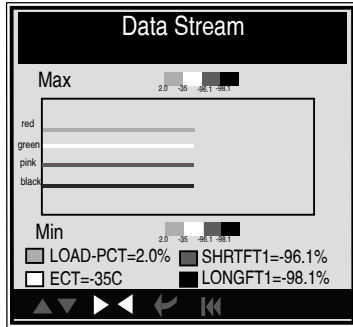 Data Stream
Max
2.0 -35 -96.1 -98.1
red
green
pink
black
Min
2.0 -35 -96.1 -98.1
LOAD-PCT=2.0% SHRTFT1=-96.1%
ECT=-35C LONGFT1=-98.1%